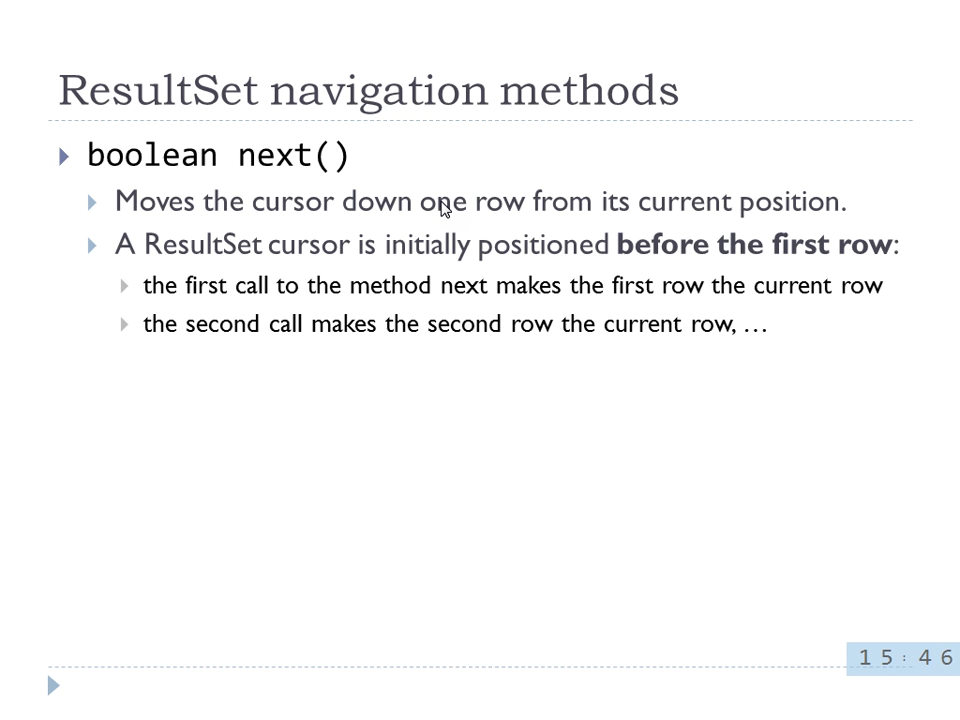 ResultSet navigation methods
boolean next()
Moves the cursor down one row from its current position.
A ResultSet cursor is initially positioned before the first row:
the first call to the method next makes the first row the current row
the second call makes the second row the current row, …
15:46